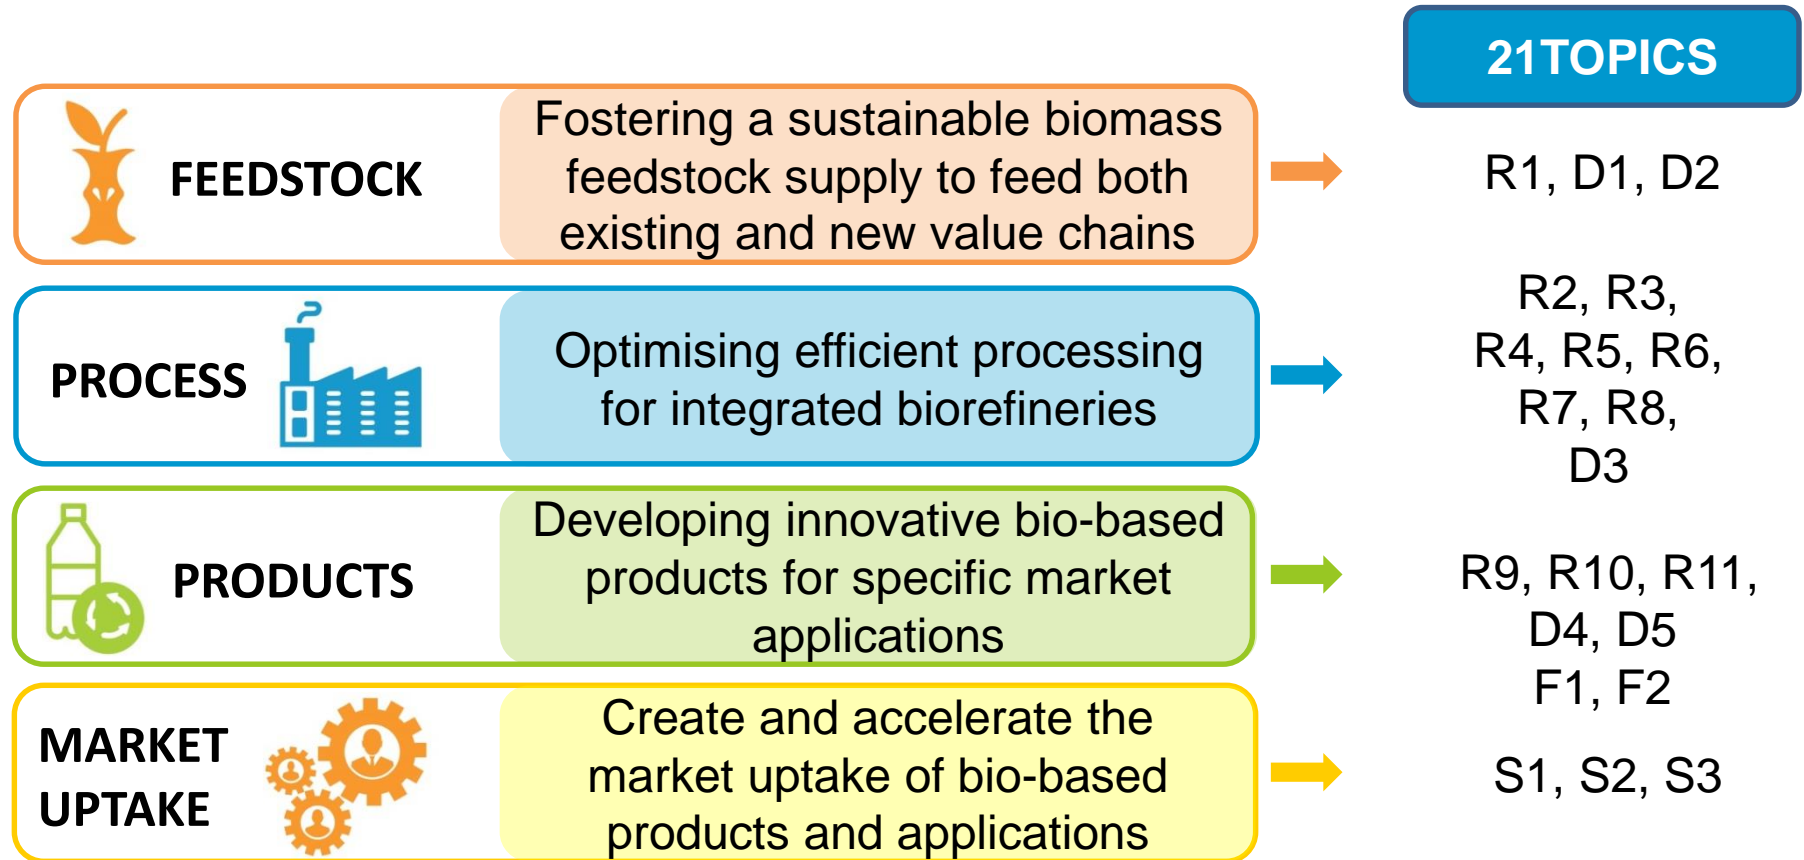 21TOPICS
FEEDSTOCK
Fostering a sustainable biomass
feedstock supply to feed both
existing and new value chains
R1, D1, D2
PROCESS
Optimising efficient processing
for integrated biorefineries
R2, R3,
R4, R5, R6,
R7, R8,
D3
PRODUCTS
Developing innovative bio-based
products for specific market
applications
R9, R10, R11,
D4, D5
F1, F2
MARKET
UPTAKE
Create and accelerate the
market uptake of bio-based
products and applications
S1, S2, S3